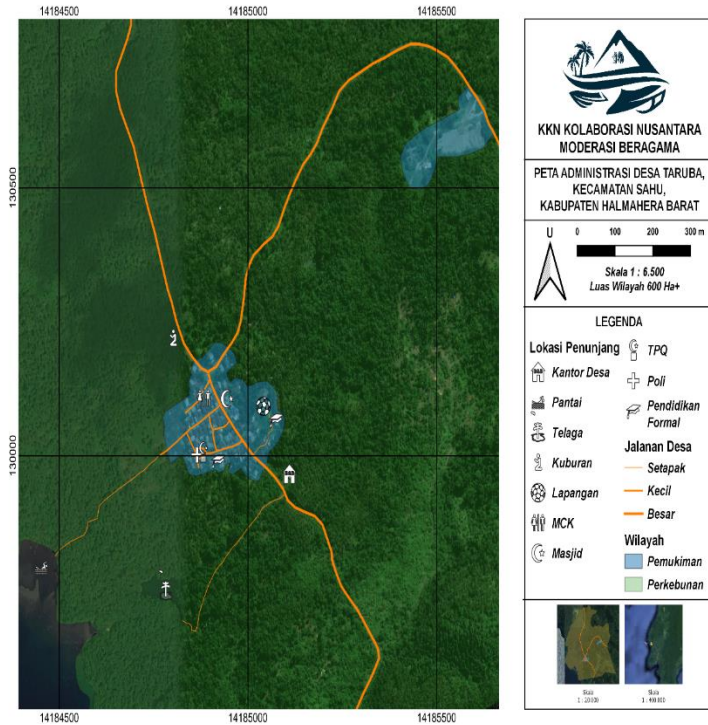 14184500 14185000 14185500
130500
130000
14184500 14185000 14185500
KKN KOLABORASI NUSANTARA
MODERASI BERAGAMA
PETA ADMINISTRASI DESA TARUBA,
KECAMATAN SAHU,
KABUPATEN HALMAHERA BARAT
U
0 100 200 300 m
Skala 1 : 6.500
Luas Wilayah 600 Ha+
LEGENDA
Lokasi Penunjang
Kantor Desa
Pantai
Telaga
Kuburan
Lapangan
MCK
Masjid
TPQ
Poli
Pendidikan
Formal
Jalanan Desa
Setapak
Kecil
Besar
Wilayah
Pemukiman
Perkebunan
Skala
Skala